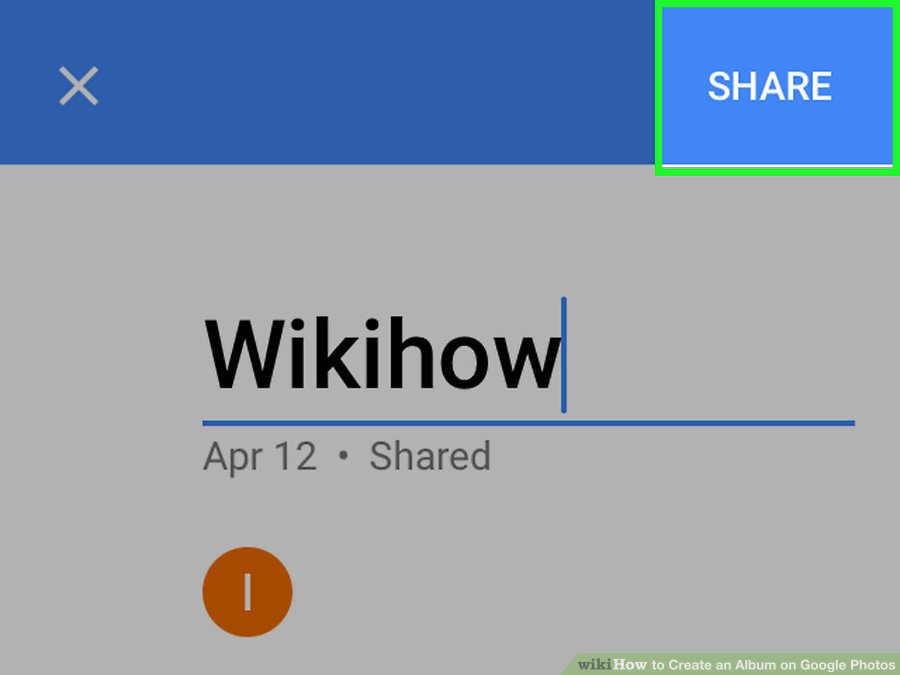 SHARE
Wikihow
Apr 12 • Shared
I
wikiHow to Create an Album on Google Photos